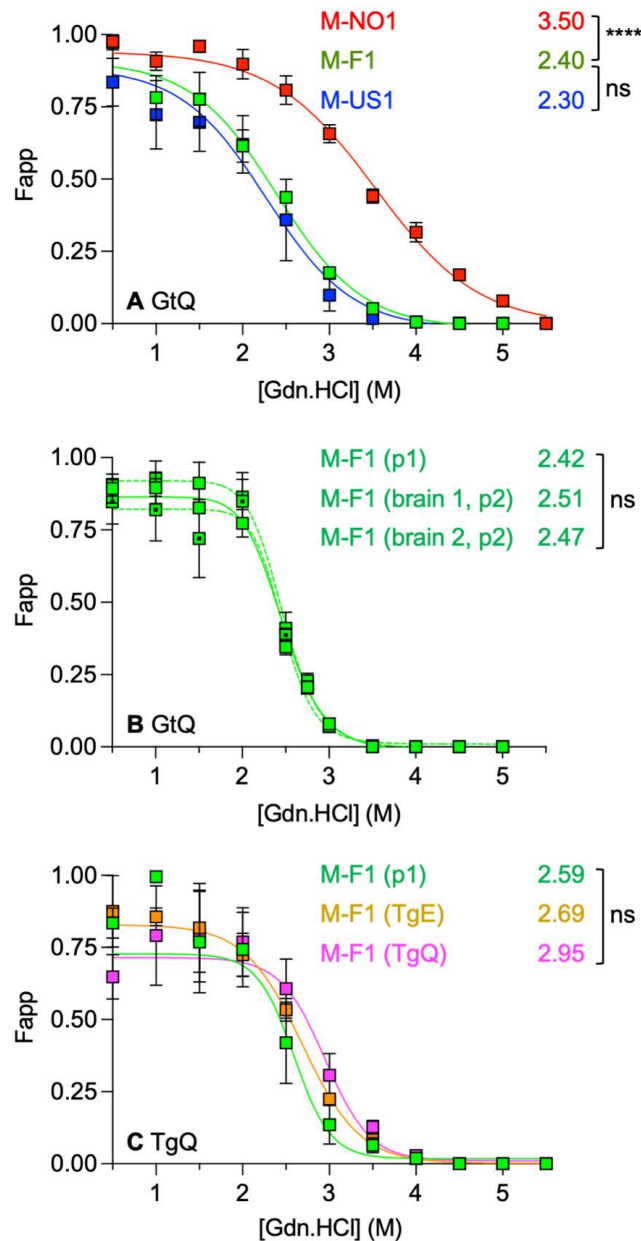 1.00
0.75
0.50
0.25
0.00
Fapp
M-NO1 3.50
M-F1 2.40
M-US1 2.30
****
ns
A GtQ
1 2 3 4 5
[Gdn.HCl] (M)
1.00
0.75
0.50
0.25
0.00
Fapp
M-F1 (p1) 2.42
M-F1 (brain 1, p2) 2.51
M-F1 (brain 2, p2) 2.47
ns
B GtQ
1 2 3 4 5
[Gdn.HCl] (M)
1.00
0.75
0.50
0.25
0.00
Fapp
M-F1 (p1) 2.59
M-F1 (TgE) 2.69
M-F1 (TgQ) 2.95
ns
C TgQ
1 2 3 4 5
[Gdn.HCl] (M)